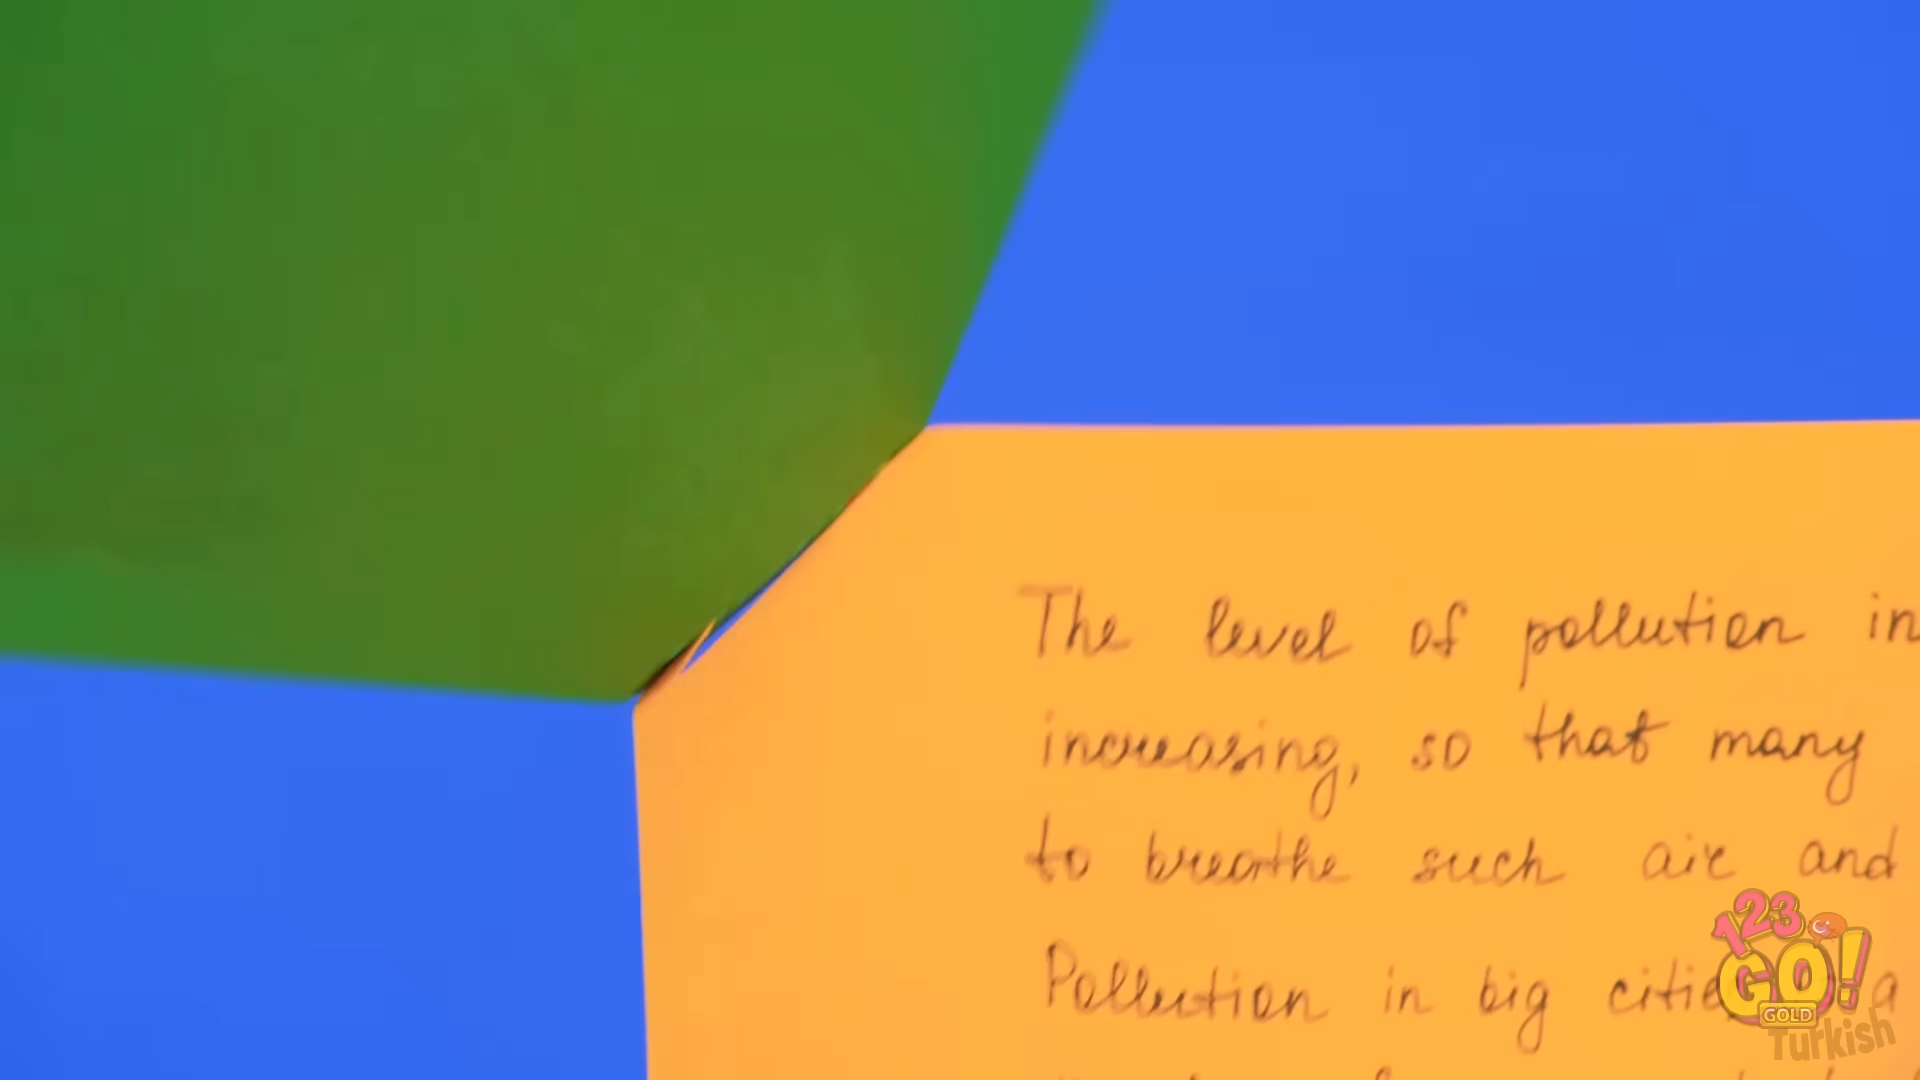 The level of pollution in
increasing, so that many
to breathe such air and
Pollution in big
123
GO!
GOLD
Turkish